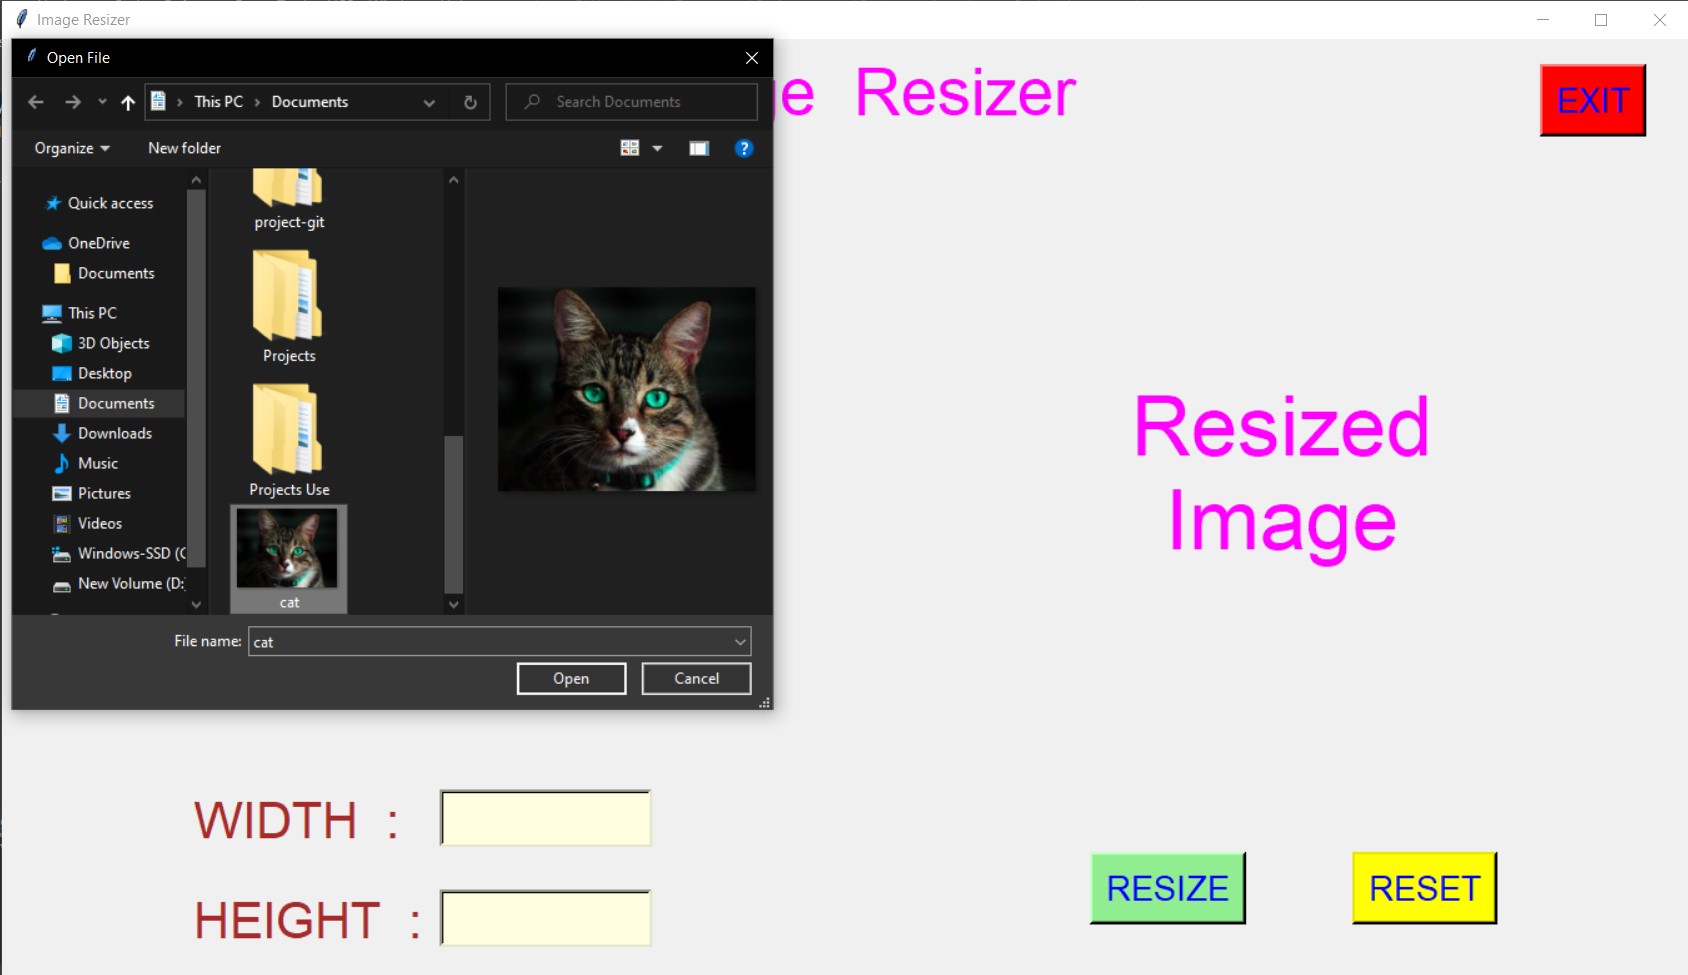 Image Resizer
Open File
This PC
Documents
Search Documents
ge Resizer
EXIT
Organize
New folder
Quick access
OneDrive
Documents
This PC
3D Objects
Desktop
Documents
Downloads
Music
Pictures
Videos
Windows-SSD (C
New Volume (D:
project-git
Projects
Projects Use
cat
File name:
cat
Open
Cancel
Resized
Image
WIDTH :
HEIGHT :
RESIZE
RESET